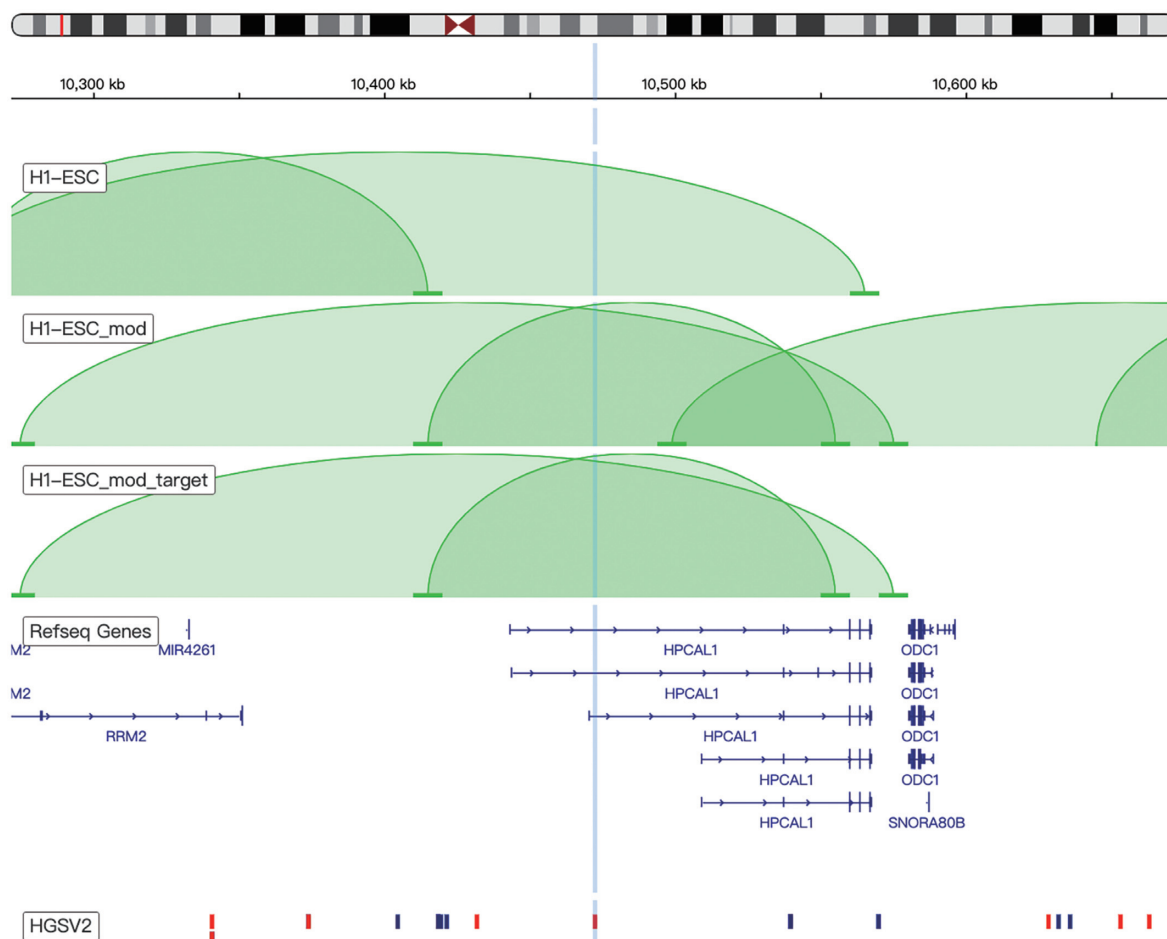 10,300 kb 10,400 kb 10,500 kb 10,600 kb
H1-ESC
H1-ESC_mod
H1-ESC_mod_target
Refseq Genes
M2 MIR4261 HPCAL1 ODC1
M2 HPCAL1 ODC1
RRM2 HPCAL1 ODC1
HPCAL1 ODC1
HPCAL1 SNORA80B
HGSV2